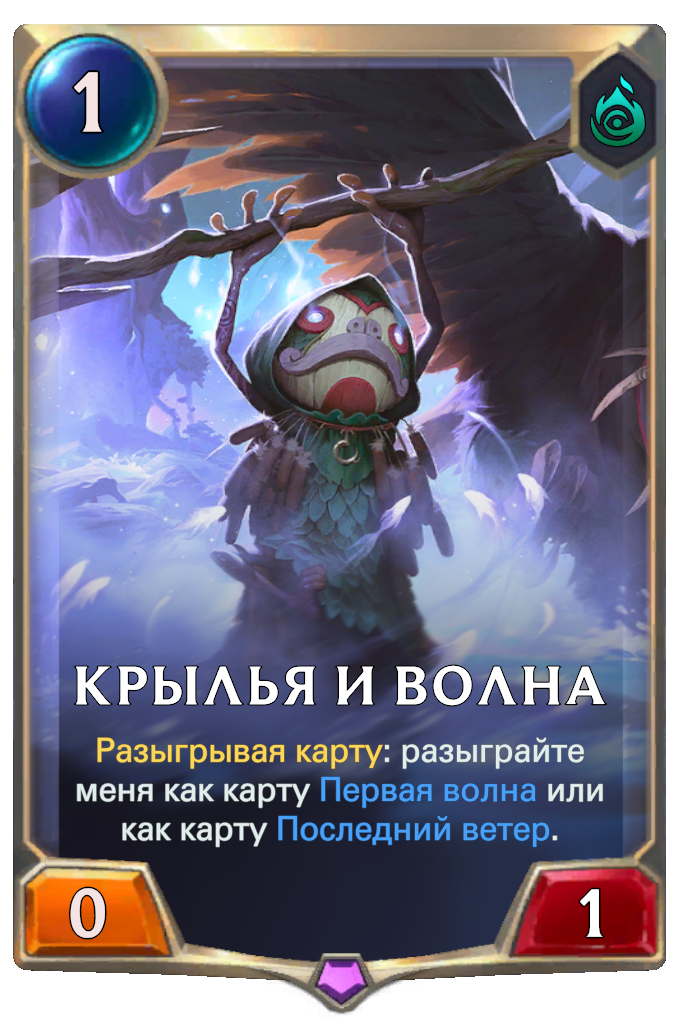 1
КРЫЛЬЯ И ВОЛНА
Разыгрывая карту: разыграйте
меня как карту Первая волна или
как карту Последний ветер.
0
1